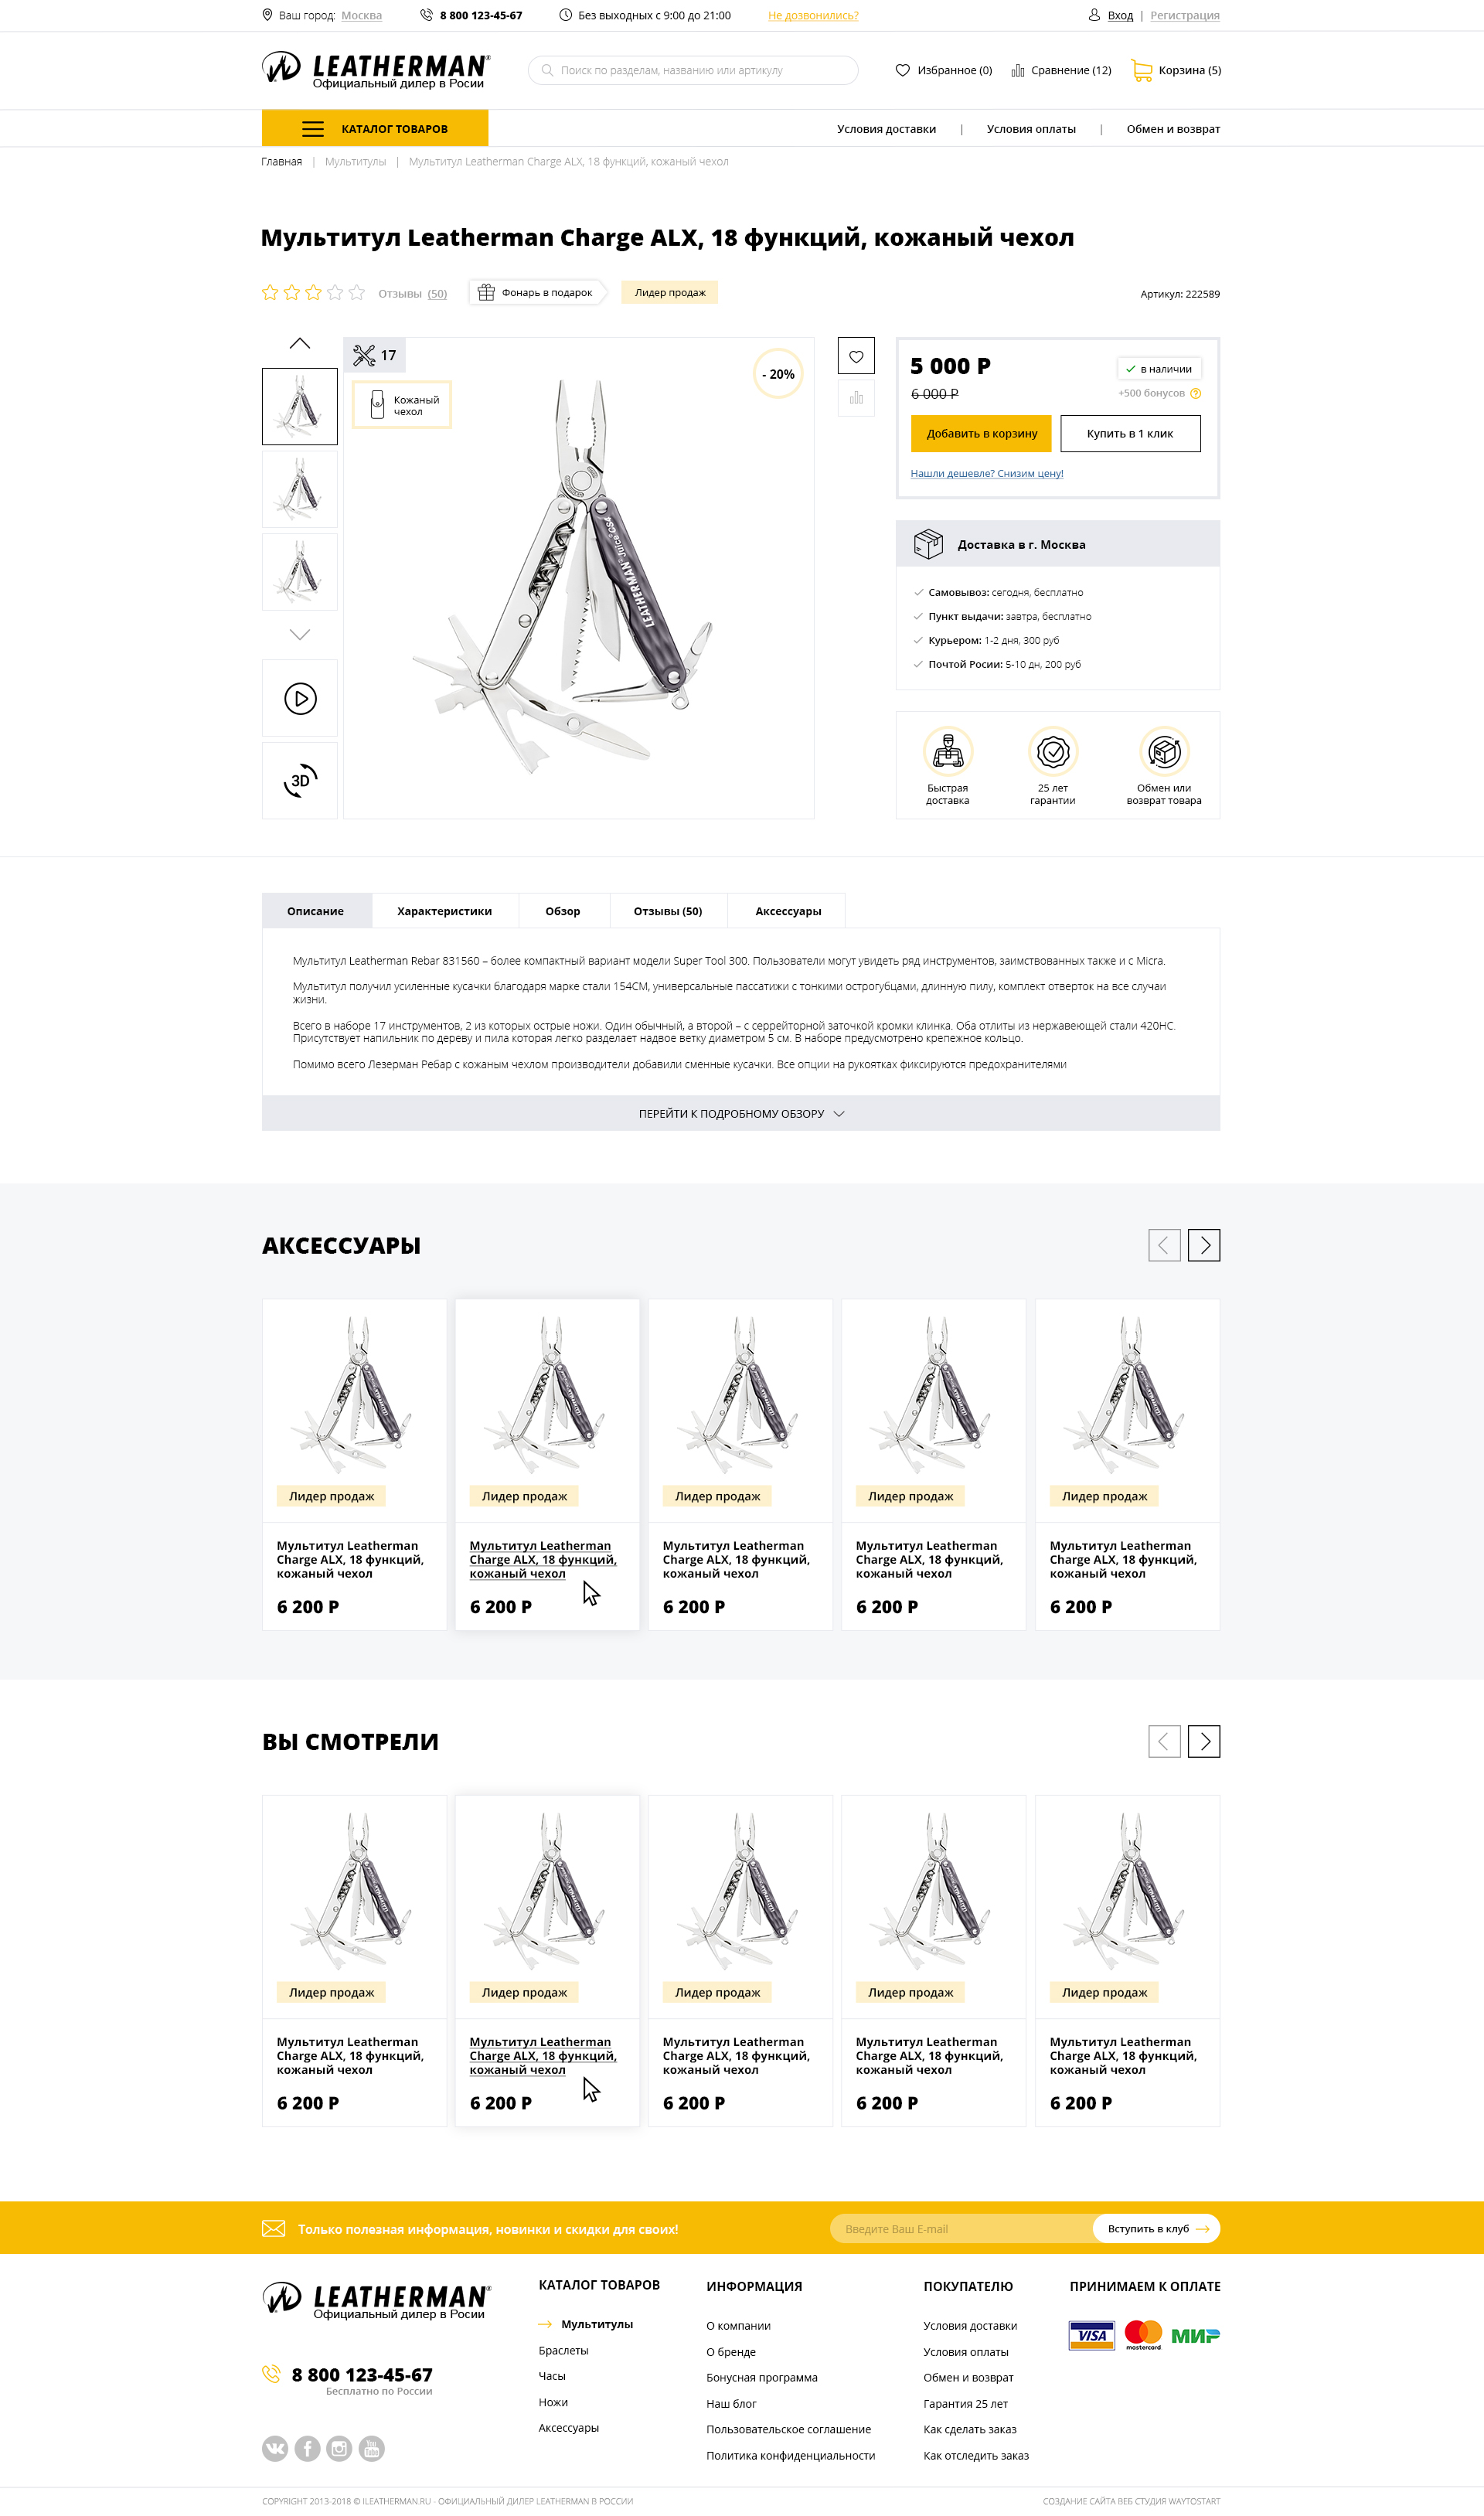 Ваш город: Москва
8 800 123-45-67
Без выходных с 9:00 до 21:00
Не дозвонились?
Вход | Регистрация
LEATHERMAN®
Официальный дилер в Росии
Поиск по разделам, названию или артикулу
Избранное (0)
Сравнение (12)
Корзина (5)
КАТАЛОГ ТОВАРОВ
Условия доставки | Условия оплаты | Обмен и возврат
Главная | Мультитулы | Мультитул Leatherman Charge ALX, 18 функций, кожаный чехол
Мультитул Leatherman Charge ALX, 18 функций, кожаный чехол
Отзывы (50)
Фонарь в подарок
Лидер продаж
Артикул: 222589
17
Кожаный
чехол
- 20%
LEATHERMAN® Juice® CS4
3D
5 000 Р
в наличии
6 000 Р
+500 бонусов ?
Добавить в корзину
Купить в 1 клик
Нашли дешевле? Снизим цену!
Доставка в г. Москва
Самовывоз: сегодня, бесплатно
Пункт выдачи: завтра, бесплатно
Курьером: 1-2 дня, 300 руб
Почтой Росии: 5-10 дн, 200 руб
Быстрая
доставка
25 лет
гарантии
Обмен или
возврат товара
Описание
Характеристики
Обзор
Отзывы (50)
Аксессуары
Мультитул Leatherman Rebar 831560 – более компактный вариант модели Super Tool 300. Пользователи могут увидеть ряд инструментов, заимствованных также и с Micra.
Мультитул получил усиленные кусачки благодаря марке стали 154CM, универсальные пассатижи с тонкими острогубцами, длинную пилу, комплект отверток на все случаи
жизни.
Всего в наборе 17 инструментов, 2 из которых острые ножи. Один обычный, а второй – с серрейторной заточкой кромки клинка. Оба отлиты из нержавеющей стали 420HC.
Присутствует напильник по дереву и пила которая легко разделает надвое ветку диаметром 5 см. В наборе предусмотрено крепежное кольцо.
Помимо всего Лезерман Ребар с кожаным чехлом производители добавили сменные кусачки. Все опции на рукоятках фиксируются предохранителями
ПЕРЕЙТИ К ПОДРОБНОМУ ОБЗОРУ
АКСЕССУАРЫ
Лидер продаж
Мультитул Leatherman
Charge ALX, 18 функций,
кожаный чехол
6 200 Р
Лидер продаж
Мультитул Leatherman
Charge ALX, 18 функций,
кожаный чехол
6 200 Р
Лидер продаж
Мультитул Leatherman
Charge ALX, 18 функций,
кожаный чехол
6 200 Р
Лидер продаж
Мультитул Leatherman
Charge ALX, 18 функций,
кожаный чехол
6 200 Р
Лидер продаж
Мультитул Leatherman
Charge ALX, 18 функций,
кожаный чехол
6 200 Р
ВЫ СМОТРЕЛИ
Лидер продаж
Мультитул Leatherman
Charge ALX, 18 функций,
кожаный чехол
6 200 Р
Лидер продаж
Мультитул Leatherman
Charge ALX, 18 функций,
кожаный чехол
6 200 Р
Лидер продаж
Мультитул Leatherman
Charge ALX, 18 функций,
кожаный чехол
6 200 Р
Лидер продаж
Мультитул Leatherman
Charge ALX, 18 функций,
кожаный чехол
6 200 Р
Лидер продаж
Мультитул Leatherman
Charge ALX, 18 функций,
кожаный чехол
6 200 Р
Только полезная информация, новинки и скидки для своих!
Введите Ваш E-mail
Вступить в клуб
LEATHERMAN®
Официальный дилер в Росии
8 800 123-45-67
Бесплатно по России
You Tube
КАТАЛОГ ТОВАРОВ
Мультитулы
Браслеты
Часы
Ножи
Аксессуары
ИНФОРМАЦИЯ
О компании
О бренде
Бонусная программа
Наш блог
Пользовательское соглашение
Политика конфиденциальности
ПОКУПАТЕЛЮ
Условия доставки
Условия оплаты
Обмен и возврат
Гарантия 25 лет
Как сделать заказ
Как отследить заказ
ПРИНИМАЕМ К ОПЛАТЕ
VISA
mastercard
МИР
COPYRIGHT 2013-2018 © ILEATHERMAN.RU - ОФИЦИАЛЬНЫЙ ДИЛЕР LEATHERMAN В РОССИИ
СОЗДАНИЕ САЙТА ВЕБ СТУДИЯ WAYTOSTART